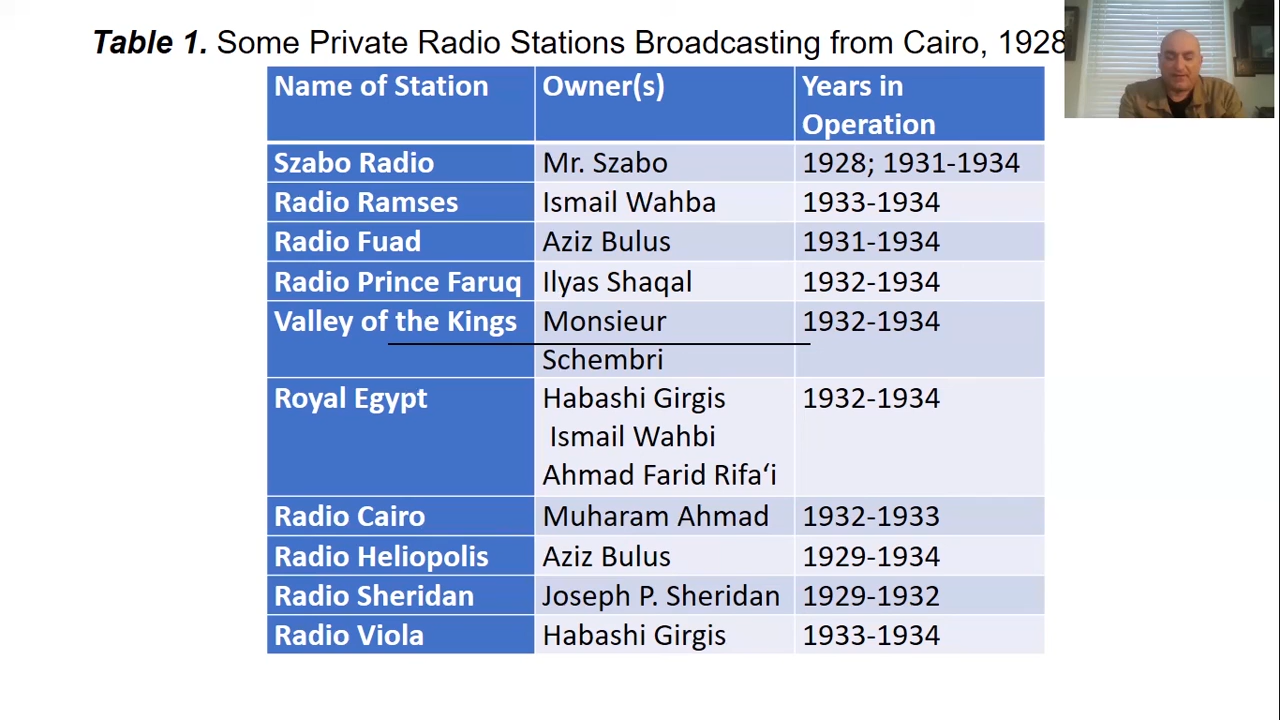 Table 1. Some Private Radio Stations Broadcasting from Cairo, 1928
Name of Station Owner(s) Years in
Operation
Szabo Radio Mr. Szabo 1928; 1931-1934
Radio Ramses Ismail Wahba 1933-1934
Radio Fuad Aziz Bulus 1931-1934
Radio Prince Faruq Ilyas Shaqal 1932-1934
Valley of the Kings Monsieur 1932-1934
Schembri
Royal Egypt Habashi Girgis 1932-1934
Ismail Wahbi
Ahmad Farid Rifa‘i
Radio Cairo Muharam Ahmad 1932-1933
Radio Heliopolis Aziz Bulus 1929-1934
Radio Sheridan Joseph P. Sheridan 1929-1932
Radio Viola Habashi Girgis 1933-1934